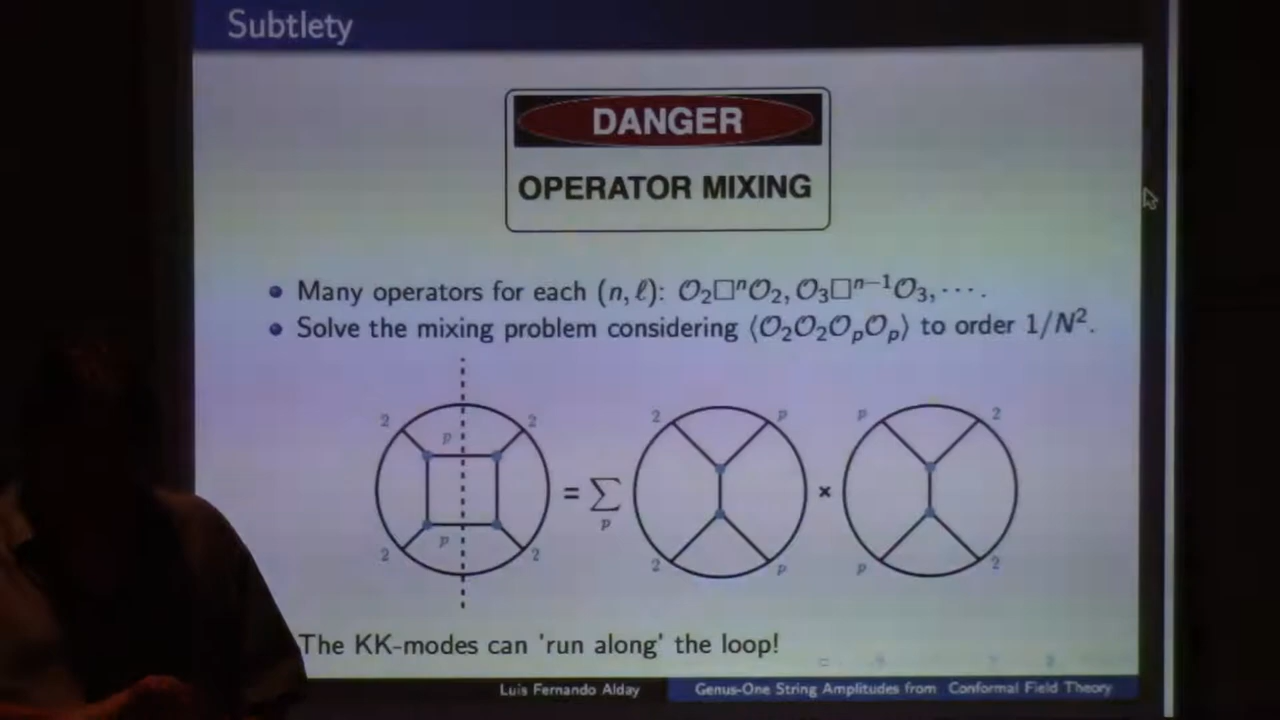 Subtlety
DANGER
OPERATOR MIXING
• Many operators for each (n, ℓ): 𝒪₂□ⁿ𝒪₂, 𝒪₃□ⁿ⁻¹𝒪₃, ⋯.
• Solve the mixing problem considering ⟨𝒪₂𝒪₂𝒪ₚ𝒪ₚ⟩ to order 1/N².
2 2 2 p p 2
p
= ∑ ×
p
p
2 2 2 p p 2
The KK-modes can 'run along' the loop!
Luis Fernando Alday
Genus-One String Amplitudes from Conformal Field Theory